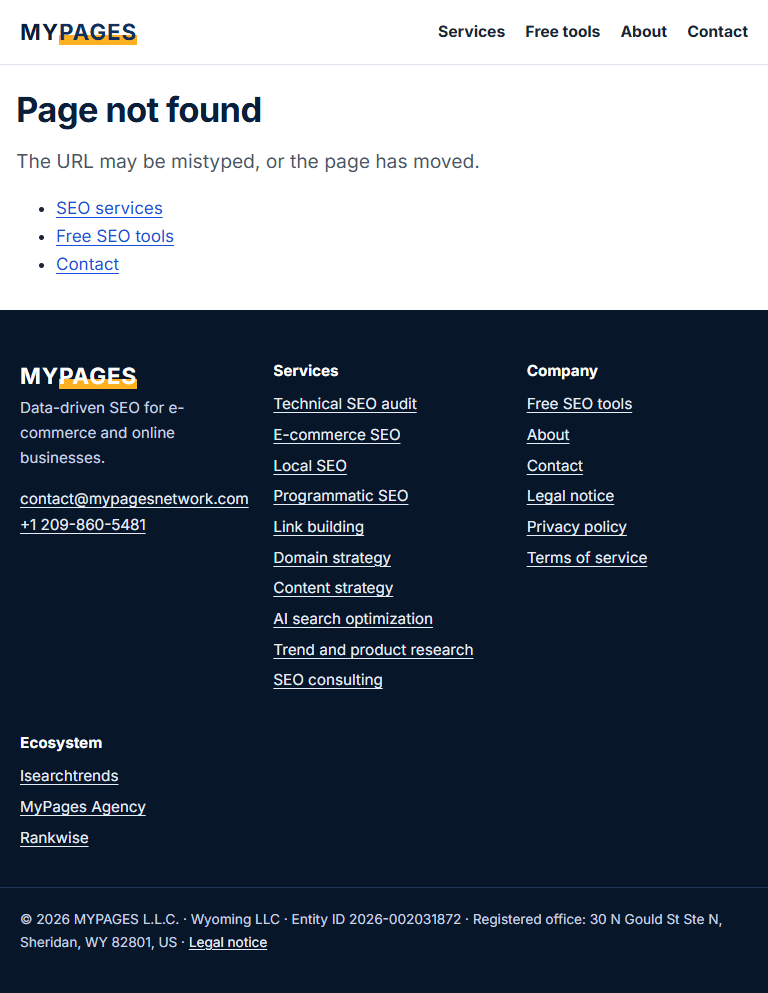 MYPAGES
Services
Free tools
About
Contact
Page not found
The URL may be mistyped, or the page has moved.
SEO services
Free SEO tools
Contact
MYPAGES
Data-driven SEO for e-
commerce and online
businesses.
contact@mypagesnetwork.com
+1 209-860-5481
Services
Technical SEO audit
E-commerce SEO
Local SEO
Programmatic SEO
Link building
Domain strategy
Content strategy
AI search optimization
Trend and product research
SEO consulting
Company
Free SEO tools
About
Contact
Legal notice
Privacy policy
Terms of service
Ecosystem
Isearchtrends
MyPages Agency
Rankwise
© 2026 MYPAGES L.L.C. · Wyoming LLC · Entity ID 2026-002031872 · Registered office: 30 N Gould St Ste N,
Sheridan, WY 82801, US · Legal notice